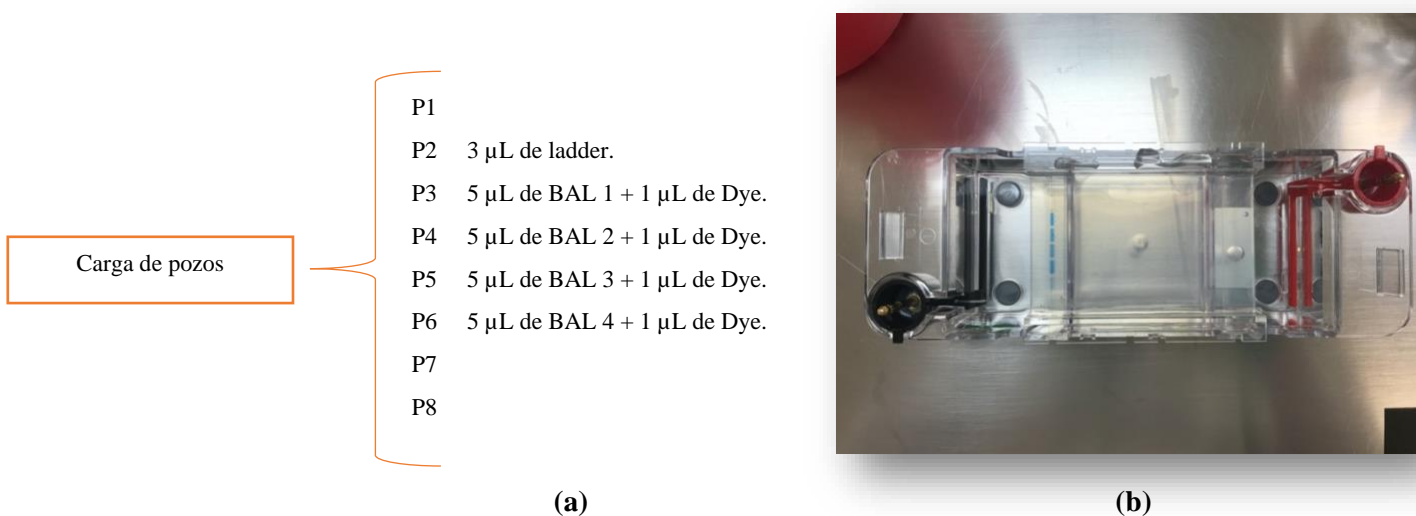 Carga de pozos
P1
P2 3 µL de ladder.
P3 5 µL de BAL 1 + 1 µL de Dye.
P4 5 µL de BAL 2 + 1 µL de Dye.
P5 5 µL de BAL 3 + 1 µL de Dye.
P6 5 µL de BAL 4 + 1 µL de Dye.
P7
P8
(a)
(b)